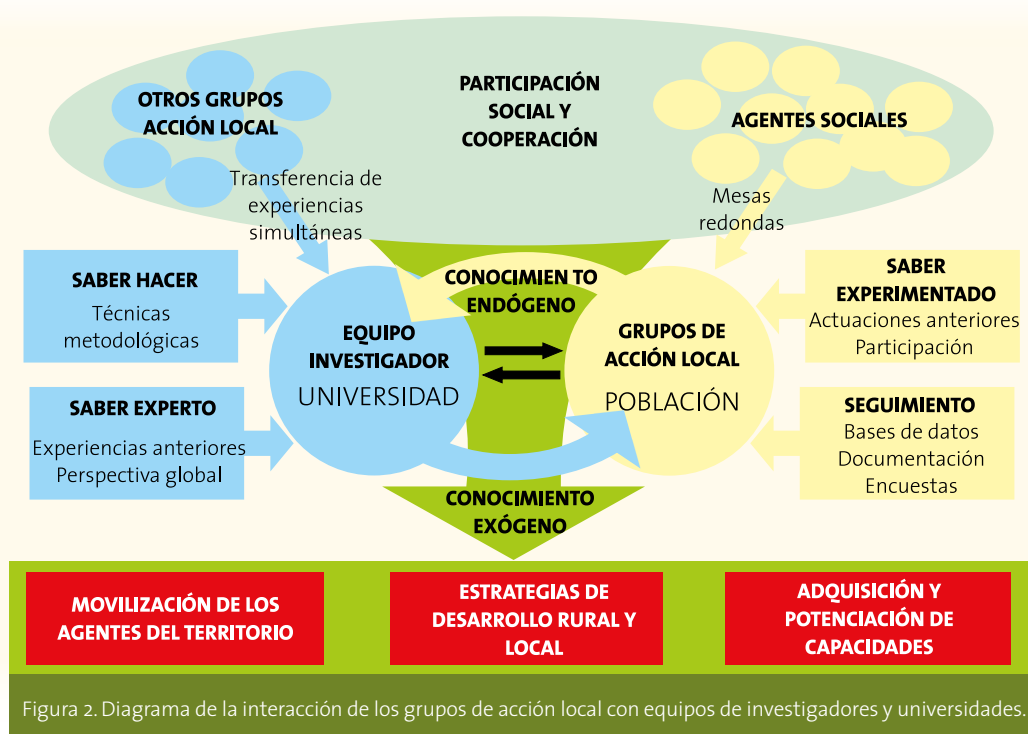 OTROS GRUPOS
ACCIÓN LOCAL
PARTICIPACIÓN
SOCIAL Y
COOPERACIÓN
AGENTES SOCIALES
Transferencia de
experiencias
simultáneas
Mesas
redondas
SABER HACER
Técnicas
metodológicas
SABER EXPERTO
Experiencias anteriores
Perspectiva global
EQUIPO
INVESTIGADOR
UNIVERSIDAD
CONOCIMIEN TO
ENDÓGENO
GRUPOS DE
ACCIÓN LOCAL
POBLACIÓN
SABER
EXPERIMENTADO
Actuaciones anteriores
Participación
SEGUIMIENTO
Bases de datos
Documentación
Encuestas
CONOCIMIENTO
EXÓGENO
MOVILIZACIÓN DE LOS
AGENTES DEL TERRITORIO
ESTRATEGIAS DE
DESARROLLO RURAL Y
LOCAL
ADQUISICIÓN Y
POTENCIACIÓN DE
CAPACIDADES
Figura 2. Diagrama de la interacción de los grupos de acción local con equipos de investigadores y universidades.